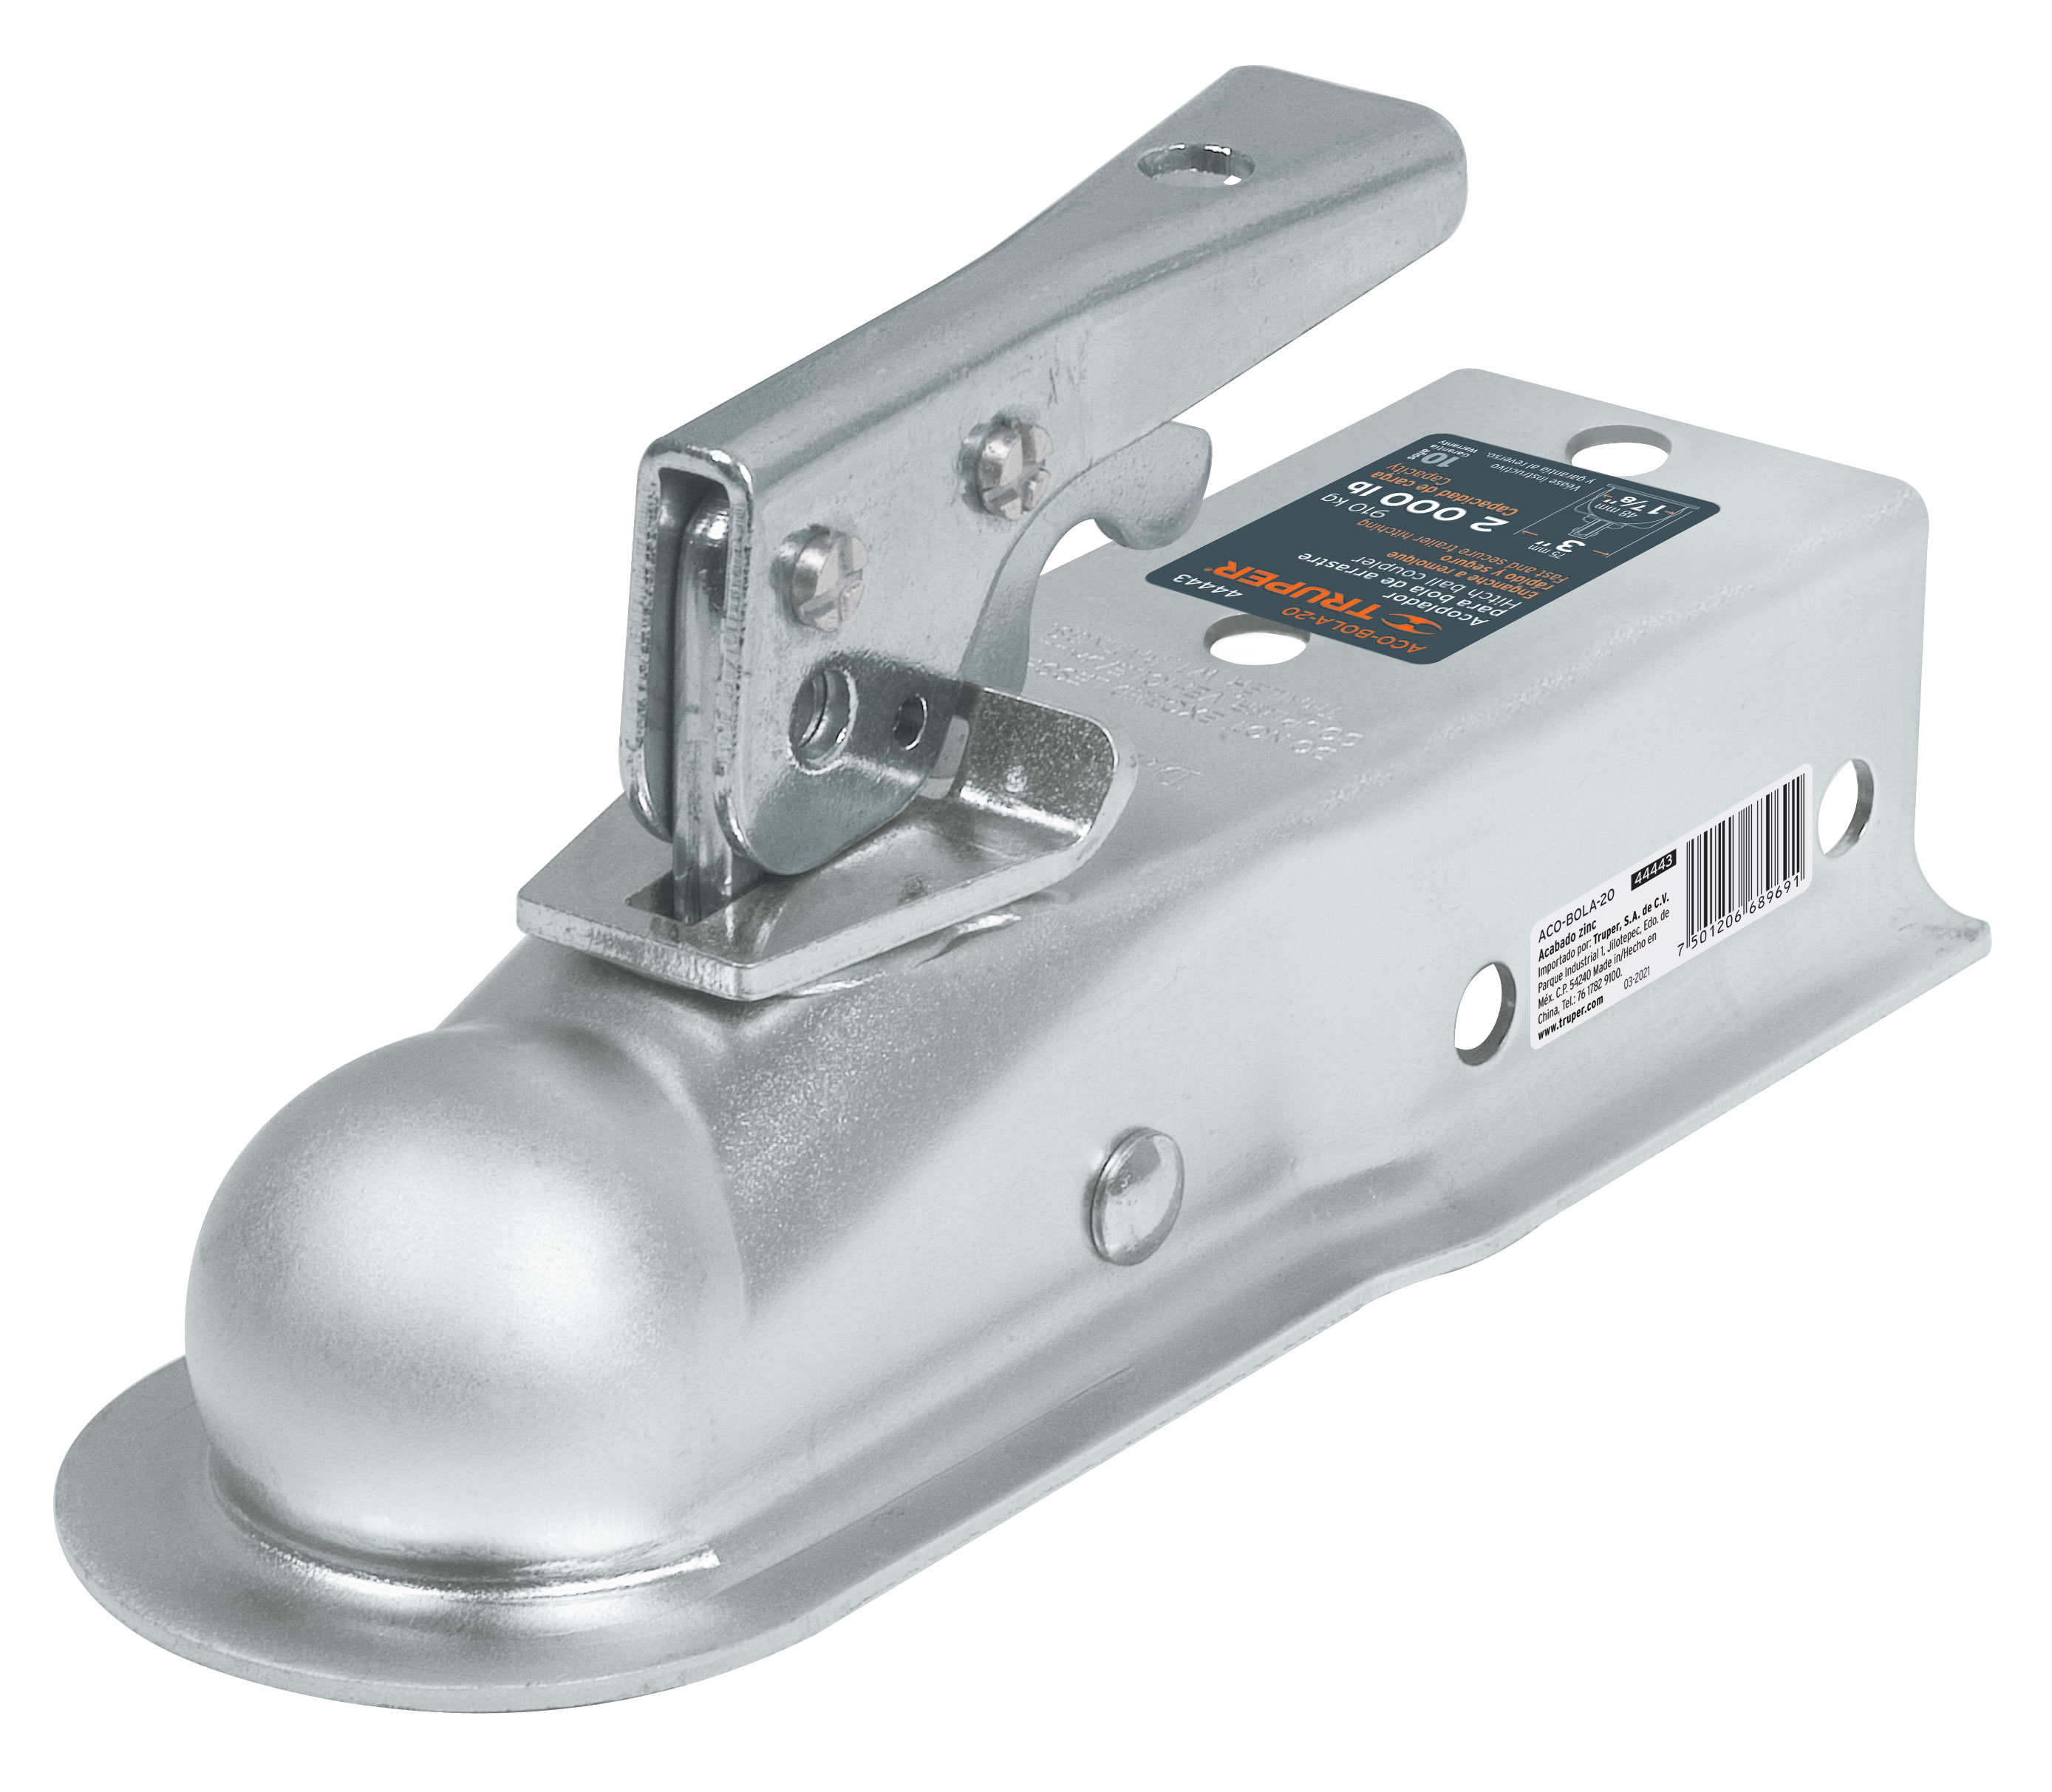 ACO-BOLA-20 44443
TRUPER®
Acoplador
para bola de arrastre
Hitch ball coupler
Enganche a remolque
rápido y seguro
Fast and secure trailer hitching
3"
75 mm
2 000 lb
910 kg
Capacidad de carga
Capacity
1 7/8"
48 mm
10
Garantía
Warranty
Véase instructivo
y garantía al reverso.
DO NOT EXCEED
ACO-BOLA-20 44443
Acabado zinc
Importado por: Truper, S.A. de C.V.
Parque Industrial 1, Jilotepec, Edo. de
Méx. C.P. 54240 Made in/Hecho en
China, Tel.: 76 1782 9100.
www.truper.com 03-2021
7 501206 689691